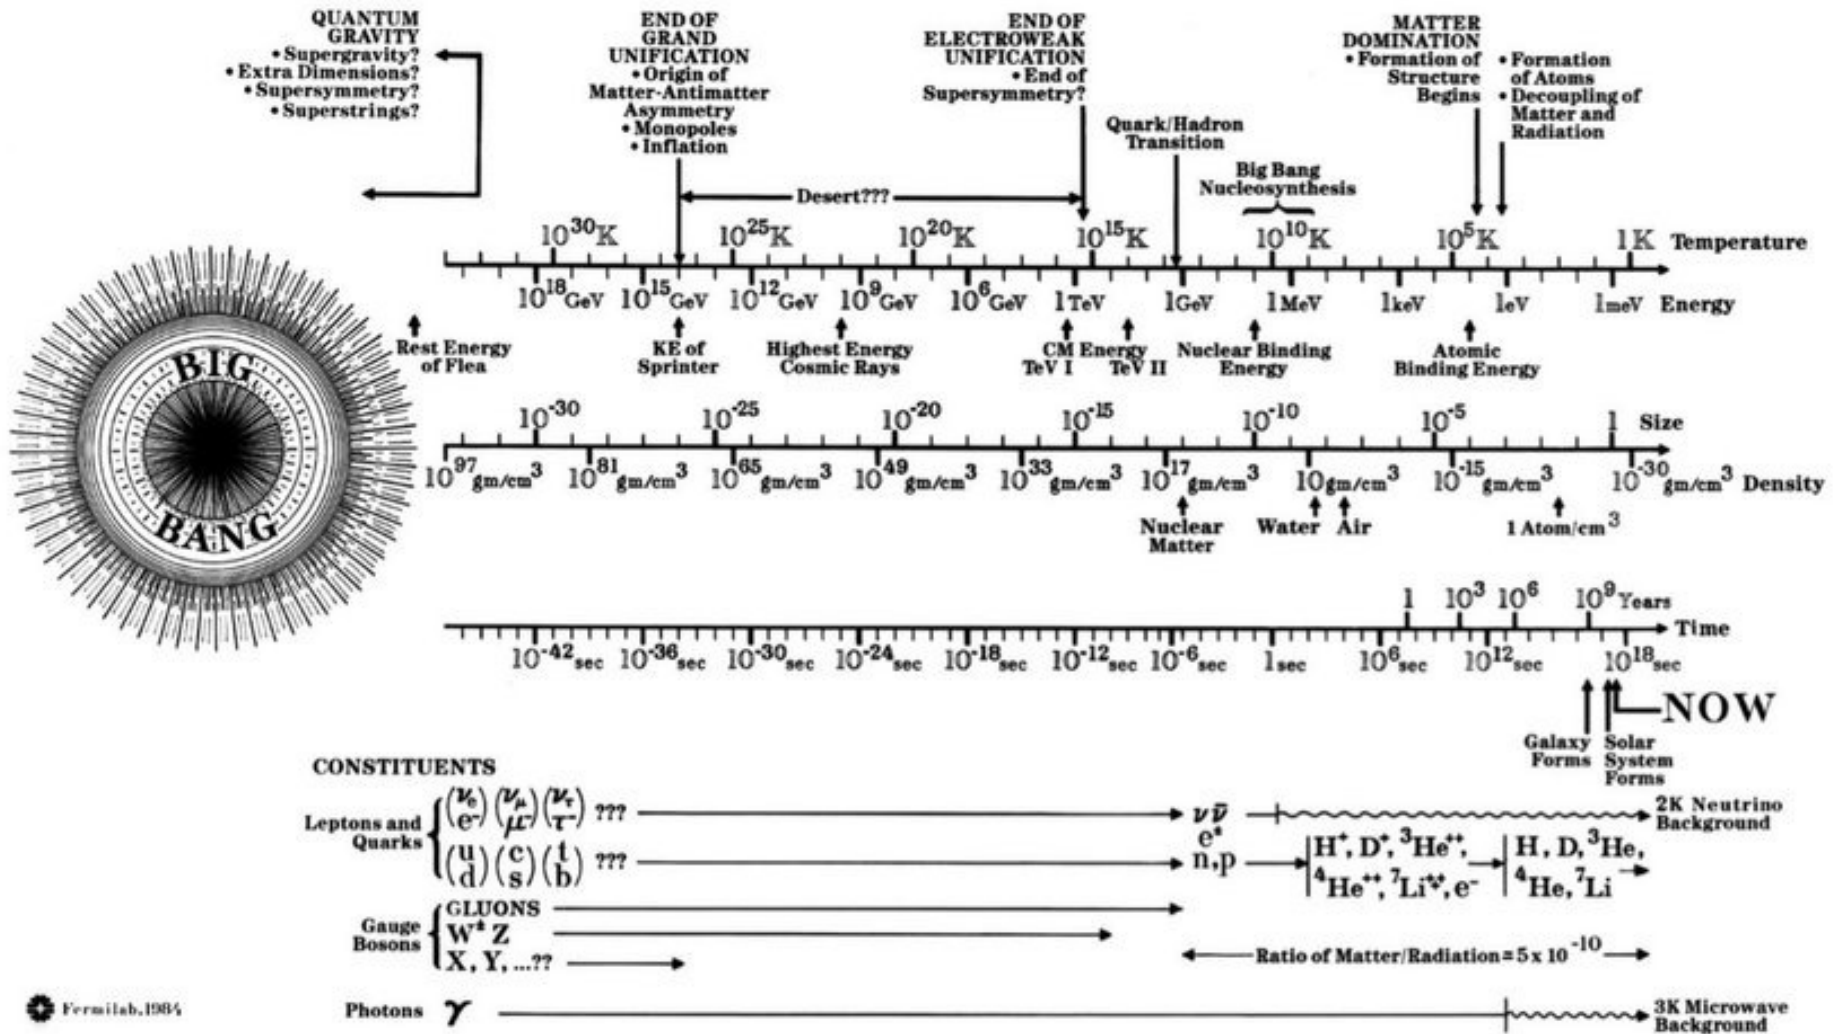 QUANTUM
GRAVITY
• Supergravity?
• Extra Dimensions?
• Supersymmetry?
• Superstrings?
END OF
GRAND
UNIFICATION
• Origin of
Matter-Antimatter
Asymmetry
• Monopoles
• Inflation
END OF
ELECTROWEAK
UNIFICATION
• End of
Supersymmetry?
Quark/Hadron
Transition
Big Bang
Nucleosynthesis
MATTER
DOMINATION
• Formation of
Structure
Begins
• Formation
of Atoms
• Decoupling of
Matter and
Radiation
Desert???
10³⁰K 10²⁵K 10²⁰K 10¹⁵K 10¹⁰K 10⁵K 1K Temperature
10¹⁸GeV 10¹⁵GeV 10¹²GeV 10⁹GeV 10⁶GeV 1TeV 1GeV 1MeV 1keV 1eV 1meV Energy
Rest Energy
of Flea
KE of
Sprinter
Highest Energy
Cosmic Rays
CM Energy
TeV I TeV II
Nuclear Binding
Energy
Atomic
Binding Energy
BIG
BANG
10⁻³⁰ 10⁻²⁵ 10⁻²⁰ 10⁻¹⁵ 10⁻¹⁰ 10⁻⁵ 1 Size
10⁹⁷gm/cm³ 10⁸¹gm/cm³ 10⁶⁵gm/cm³ 10⁴⁹gm/cm³ 10³³gm/cm³ 10¹⁷gm/cm³ 10gm/cm³ 10⁻¹⁵gm/cm³ 10⁻³⁰gm/cm³ Density
Nuclear
Matter
Water
Air
1 Atom/cm³
1 10³ 10⁶ 10⁹ Years
Time
10⁻⁴²sec 10⁻³⁶sec 10⁻³⁰sec 10⁻²⁴sec 10⁻¹⁸sec 10⁻¹²sec 10⁻⁶sec 1sec 10⁶sec 10¹²sec 10¹⁸sec
NOW
Galaxy
Forms
Solar
System
Forms
CONSTITUENTS
Leptons and
Quarks
(νe) (νμ) (ντ) ???
(e⁻) (μ⁻) (τ⁻)
(u) (c) (t) ???
(d) (s) (b)
ν ν̄
e±
n,p
2K Neutrino
Background
H⁺, D⁺, ³He⁺⁺,
⁴He⁺⁺, ⁷Li⁺⁺⁺, e⁻
H, D, ³He,
⁴He, ⁷Li
Gauge
Bosons
GLUONS
W± Z
X, Y, ...??
Ratio of Matter/Radiation = 5 x 10⁻¹⁰
Photons γ
3K Microwave
Background
Fermilab, 1984